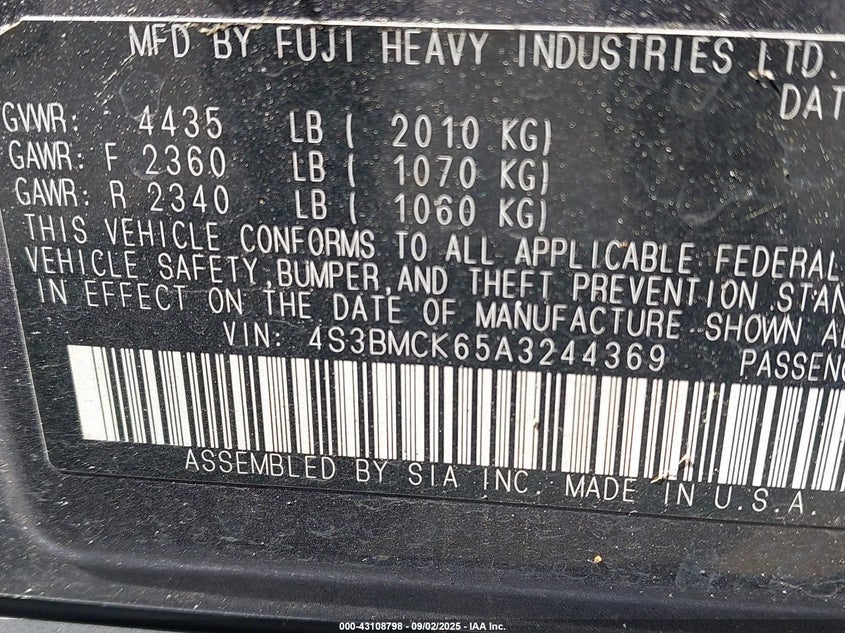 MFD BY FUJI HEAVY INDUSTRIES LTD.
DAT
GVWR: 4435 LB ( 2010 KG)
GAWR: F 2360 LB ( 1070 KG)
GAWR: R 2340 LB ( 1060 KG)
THIS VEHICLE CONFORMS TO ALL APPLICABLE FEDERAL
VEHICLE SAFETY,BUMPER,AND THEFT PREVENTION STAN
IN EFFECT ON THE DATE OF MANUFACTURE SHOWN AB
VIN: 4S3BMCK65A3244369 PASSENG
ASSEMBLED BY SIA INC. MADE IN U.S.A.
000-43108798 - 09/02/2025 - IAA Inc.